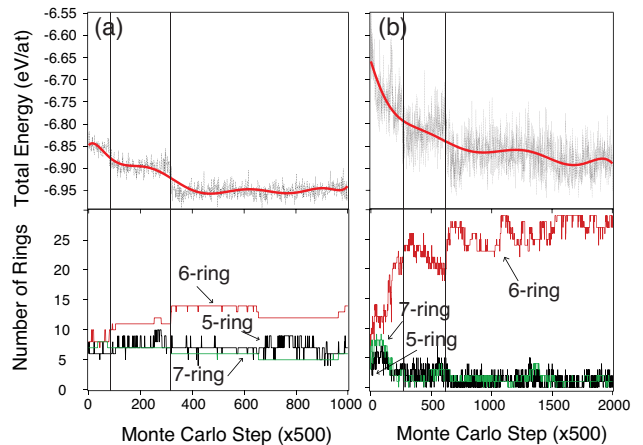 (a)
(b)
Total Energy (eV/at)
-6.55
-6.60
-6.65
-6.70
-6.75
-6.80
-6.85
-6.90
-6.95
Number of Rings
25
20
15
10
5
0
6-ring
5-ring
7-ring
7-ring
5-ring
6-ring
0 200 400 600 800 1000
0 500 1000 1500 2000
Monte Carlo Step (x500)
Monte Carlo Step (x500)